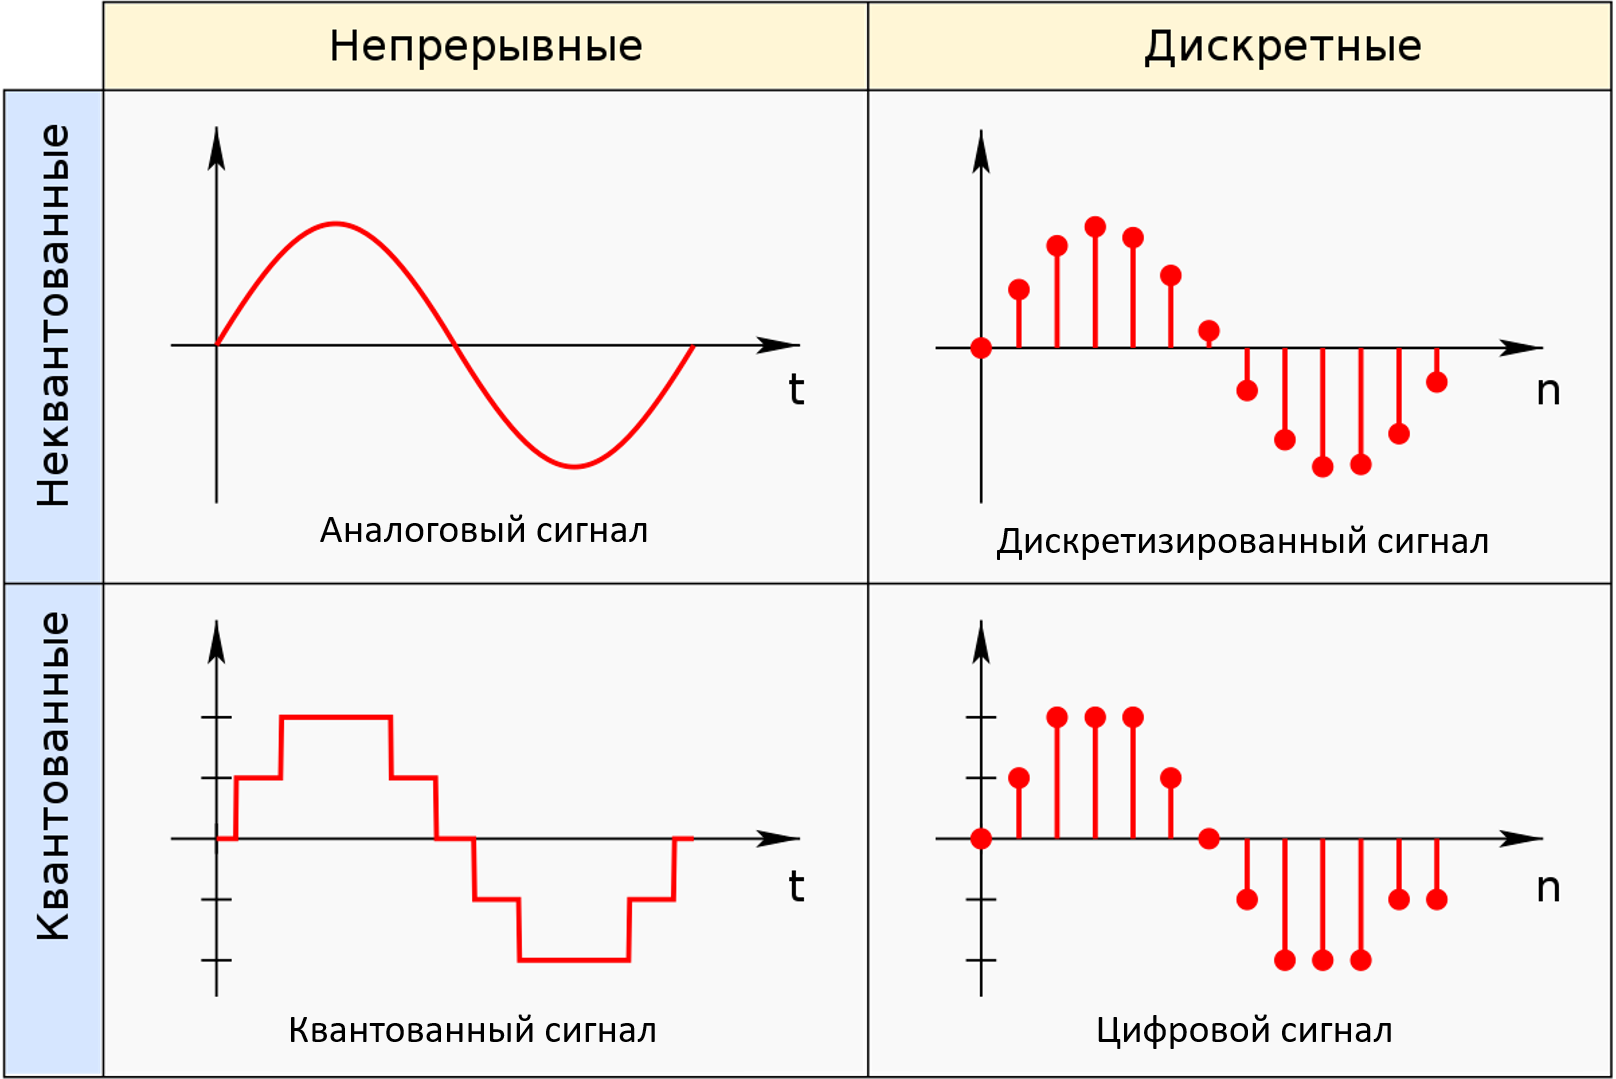 Непрерывные
Дискретные
Неквантованные
t
Аналоговый сигнал
n
Дискретизированный сигнал
Квантованные
t
Квантованный сигнал
n
Цифровой сигнал